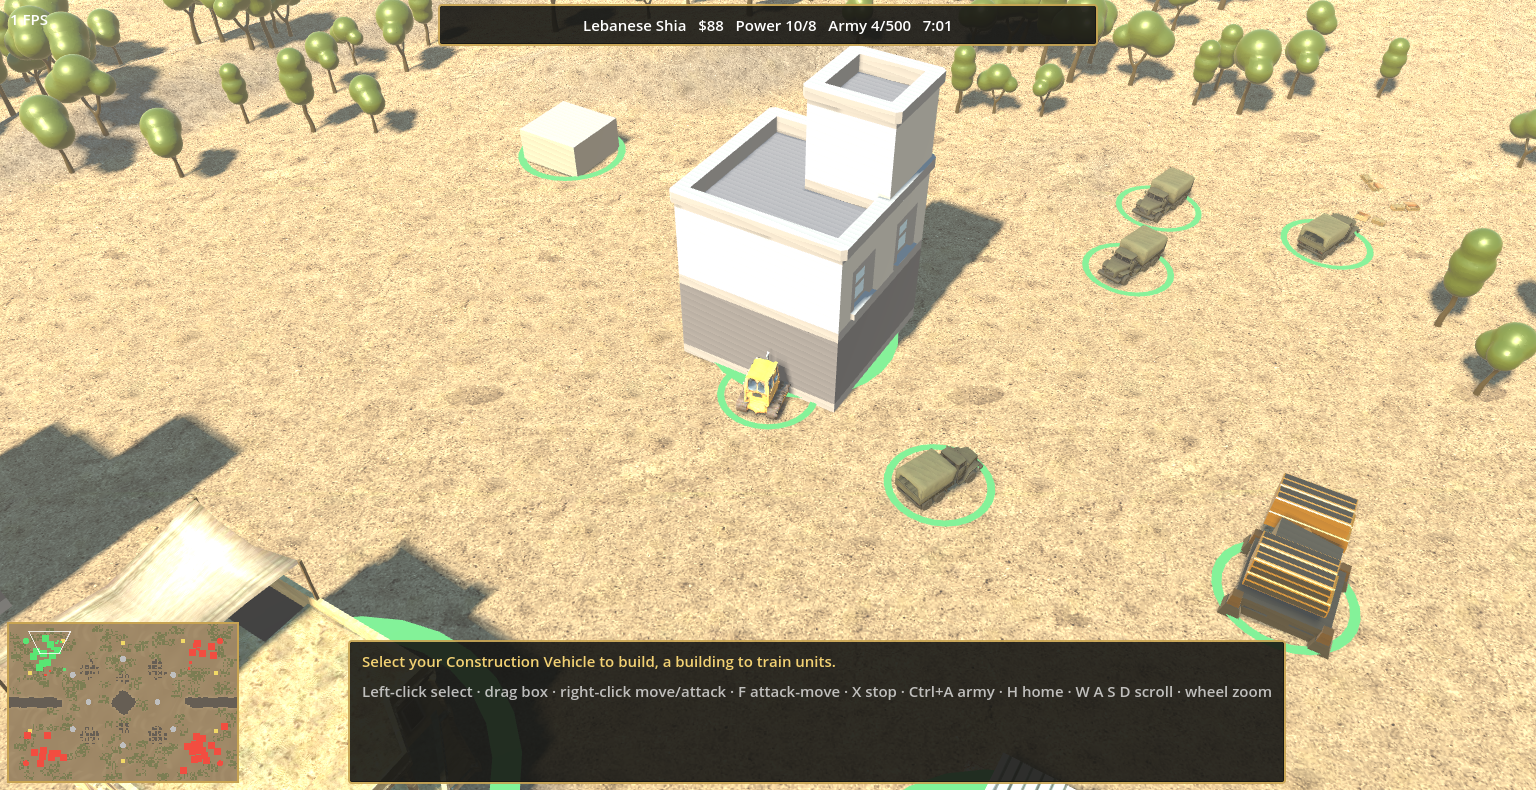 1 FPS
Lebanese Shia $88 Power 10/8 Army 4/500 7:01
Select your Construction Vehicle to build, a building to train units.
Left-click select · drag box · right-click move/attack · F attack-move · X stop · Ctrl+A army · H home · W A S D scroll · wheel zoom